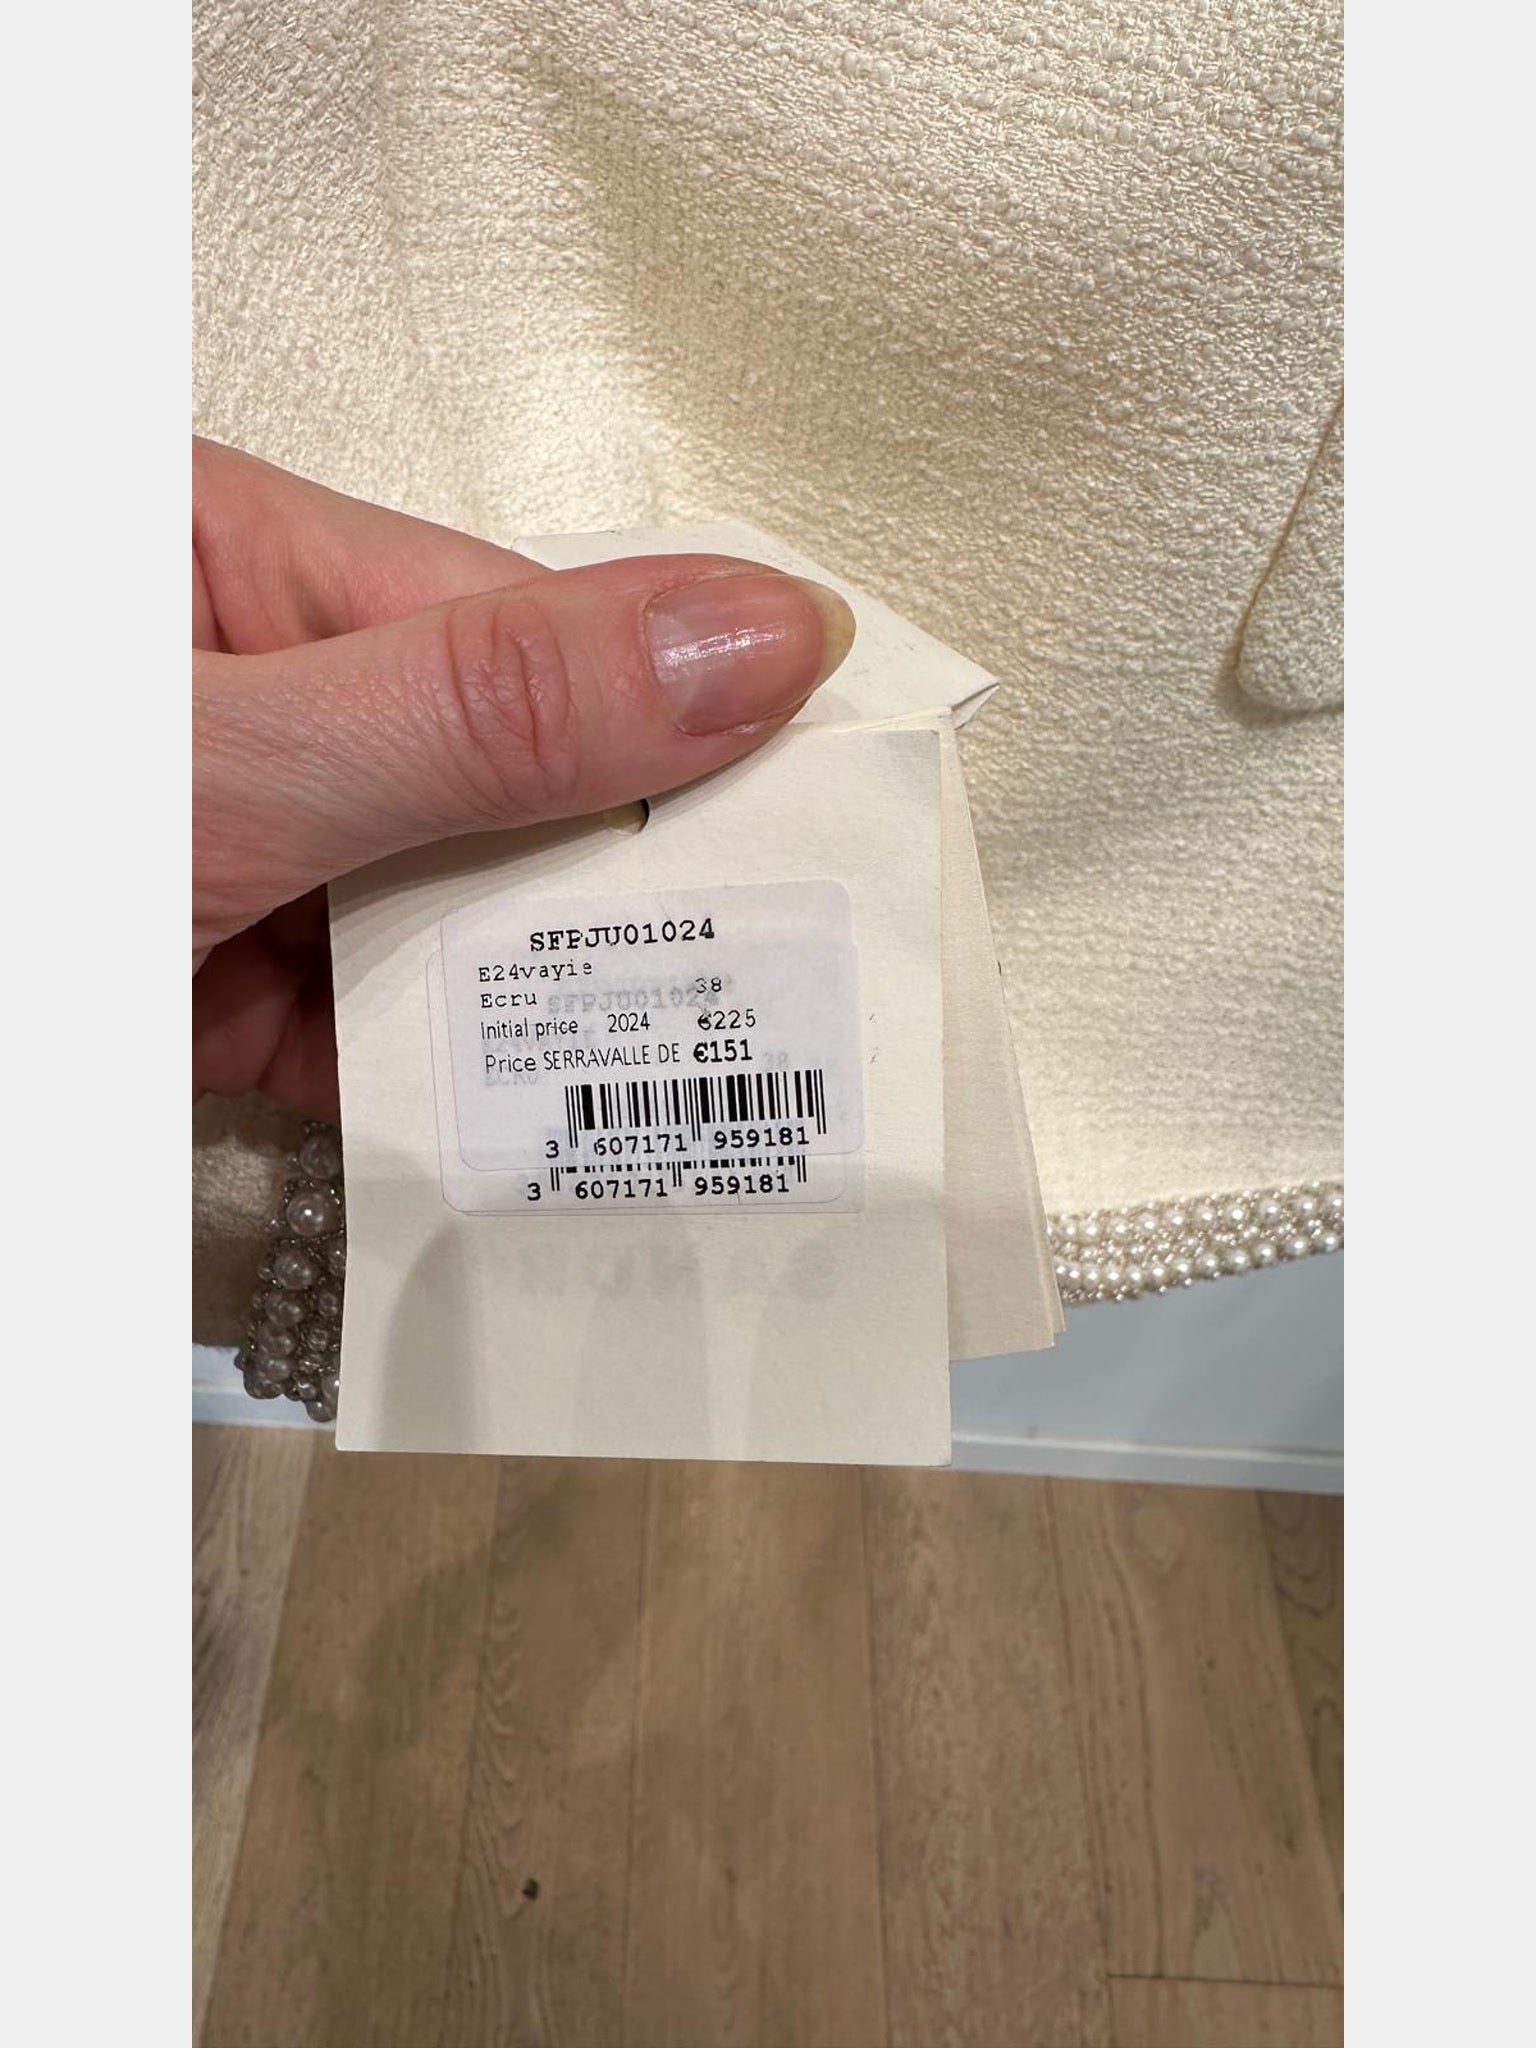 SFPJU01024
E24vayie
Ecru 38
Initial price 2024 €225
Price SERRAVALLE DE €151
3 607171 959181
3 607171 959181